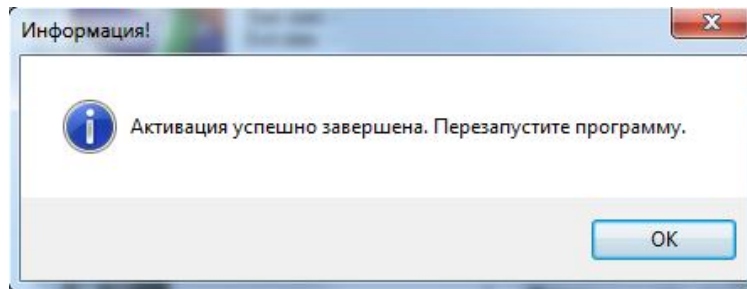 Информация!
Активация успешно завершена. Перезапустите программу.
OK